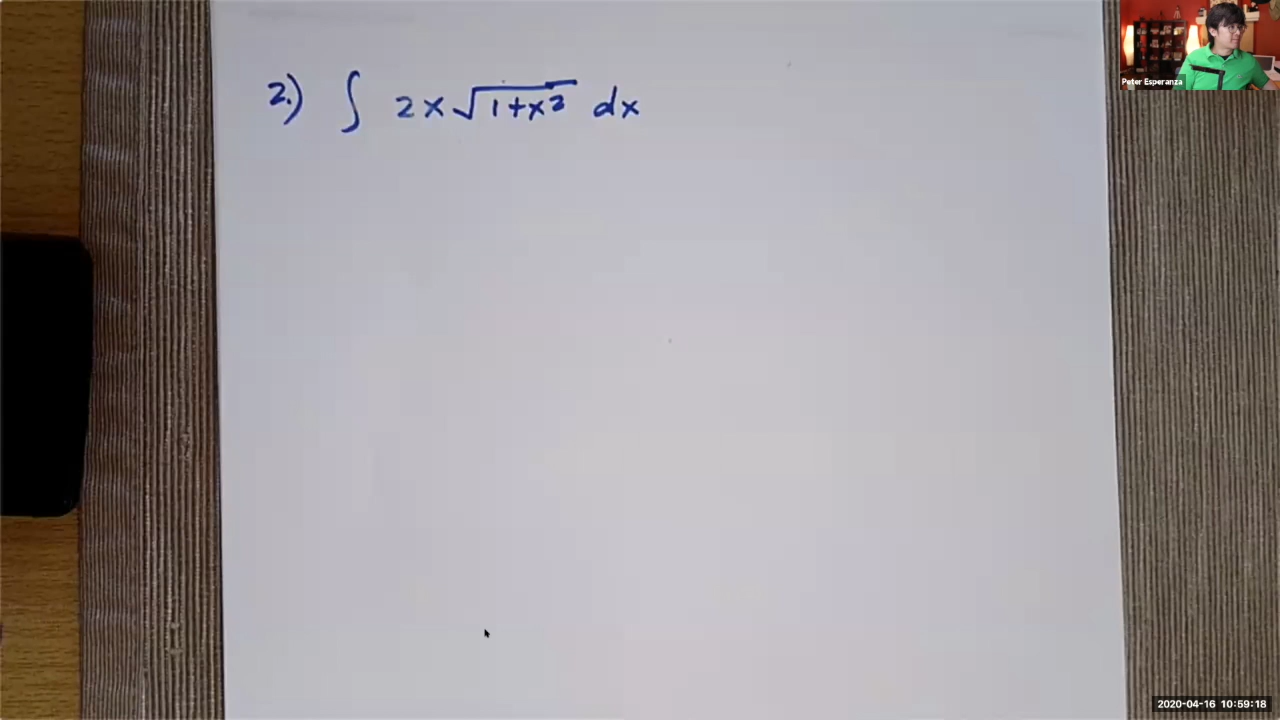 2.) ∫ 2x√(1+x²) dx
Peter Esperanza
2020-04-16 10:59:18